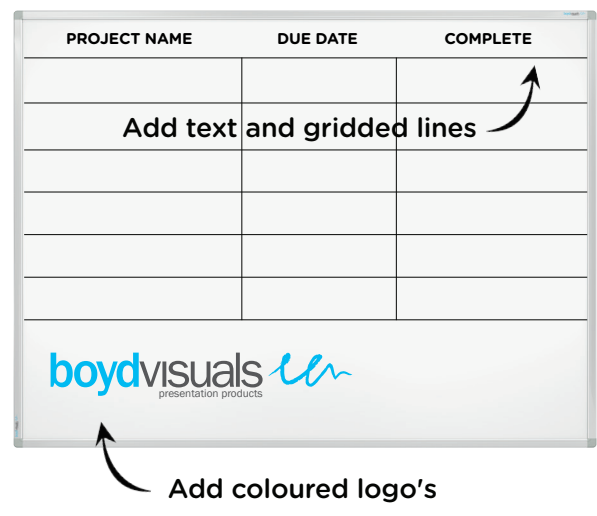 PROJECT NAME DUE DATE COMPLETE
Add text and gridded lines
boydvisuals
presentation products
Add coloured logo's